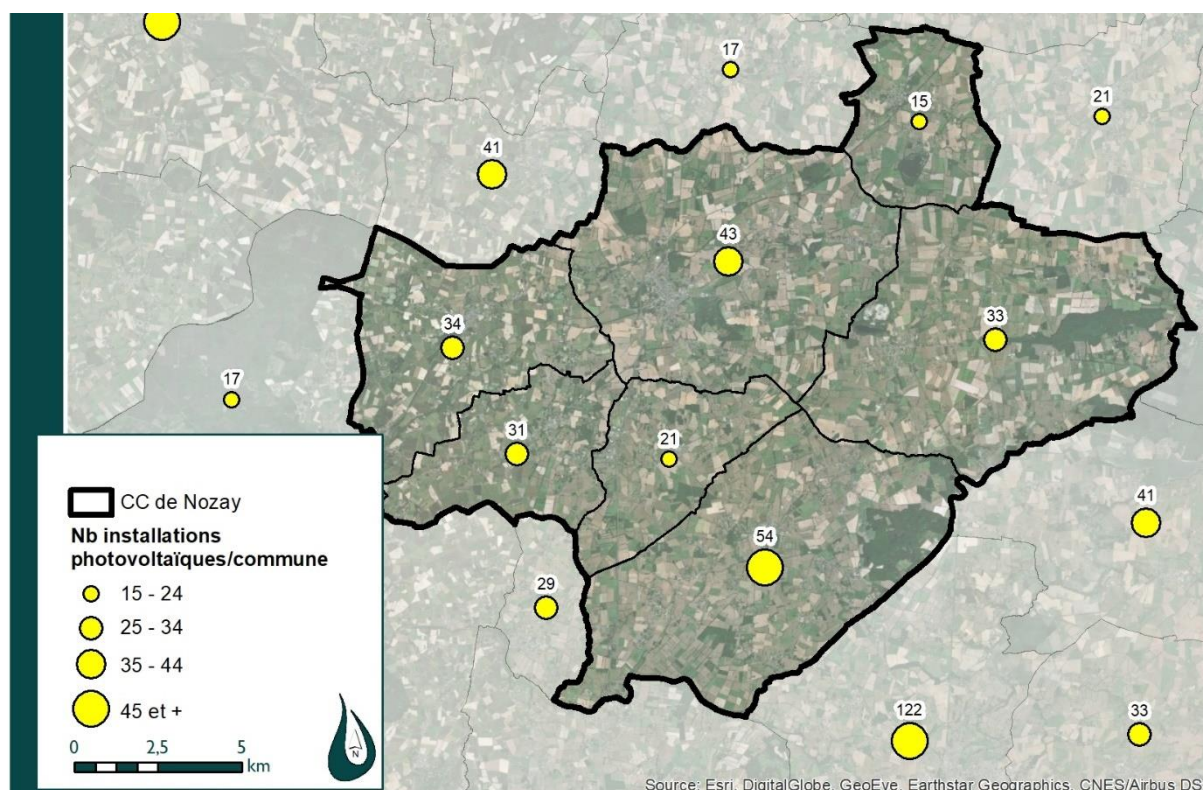 17
15
21
41
43
34
33
17
31
21
41
54
29
122
33
CC de Nozay
Nb installations
photovoltaïques/commune
15 - 24
25 - 34
35 - 44
45 et +
0 2,5 5
km
N
Source: Esri, DigitalGlobe, GeoEye, Earthstar Geographics, CNES/Airbus DS